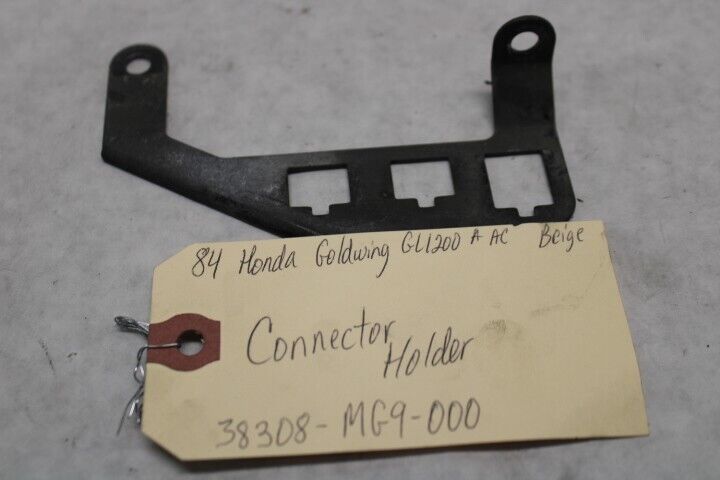 84 Honda Goldwing GL1200 A AC Beige
Connector
Holder
38308-MG9-000